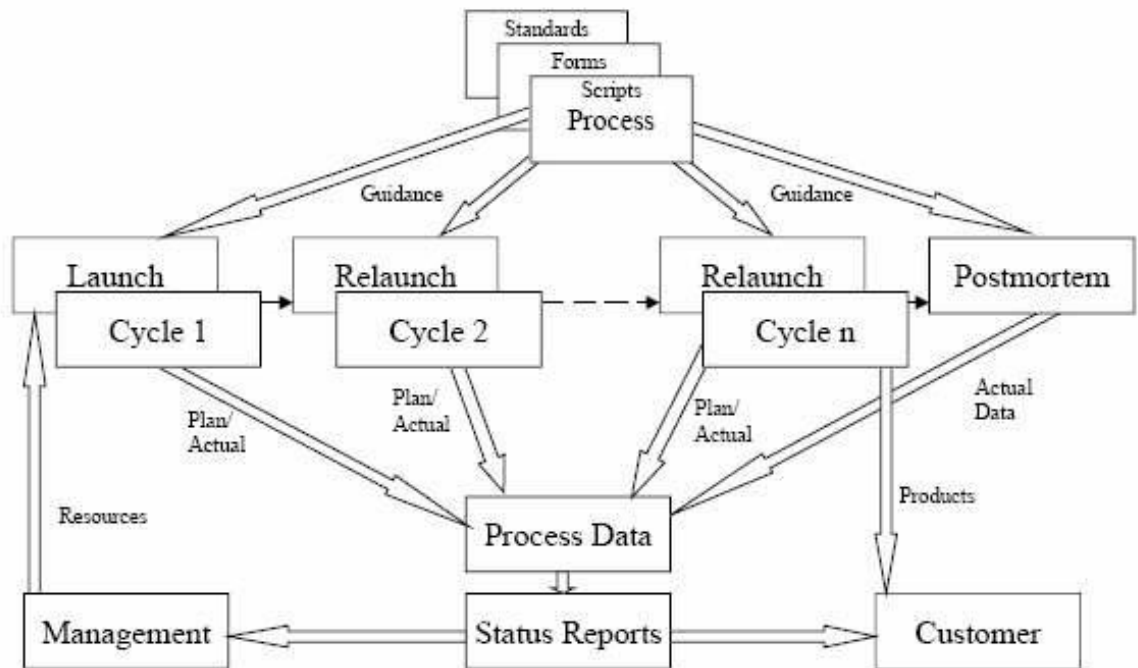 Standards
Forms
Scripts
Process
Guidance
Guidance
Launch
Relaunch
Relaunch
Postmortem
Cycle 1
Cycle 2
Cycle n
Plan/
Actual
Plan/
Actual
Plan/
Actual
Actual
Data
Resources
Products
Process Data
Management
Status Reports
Customer